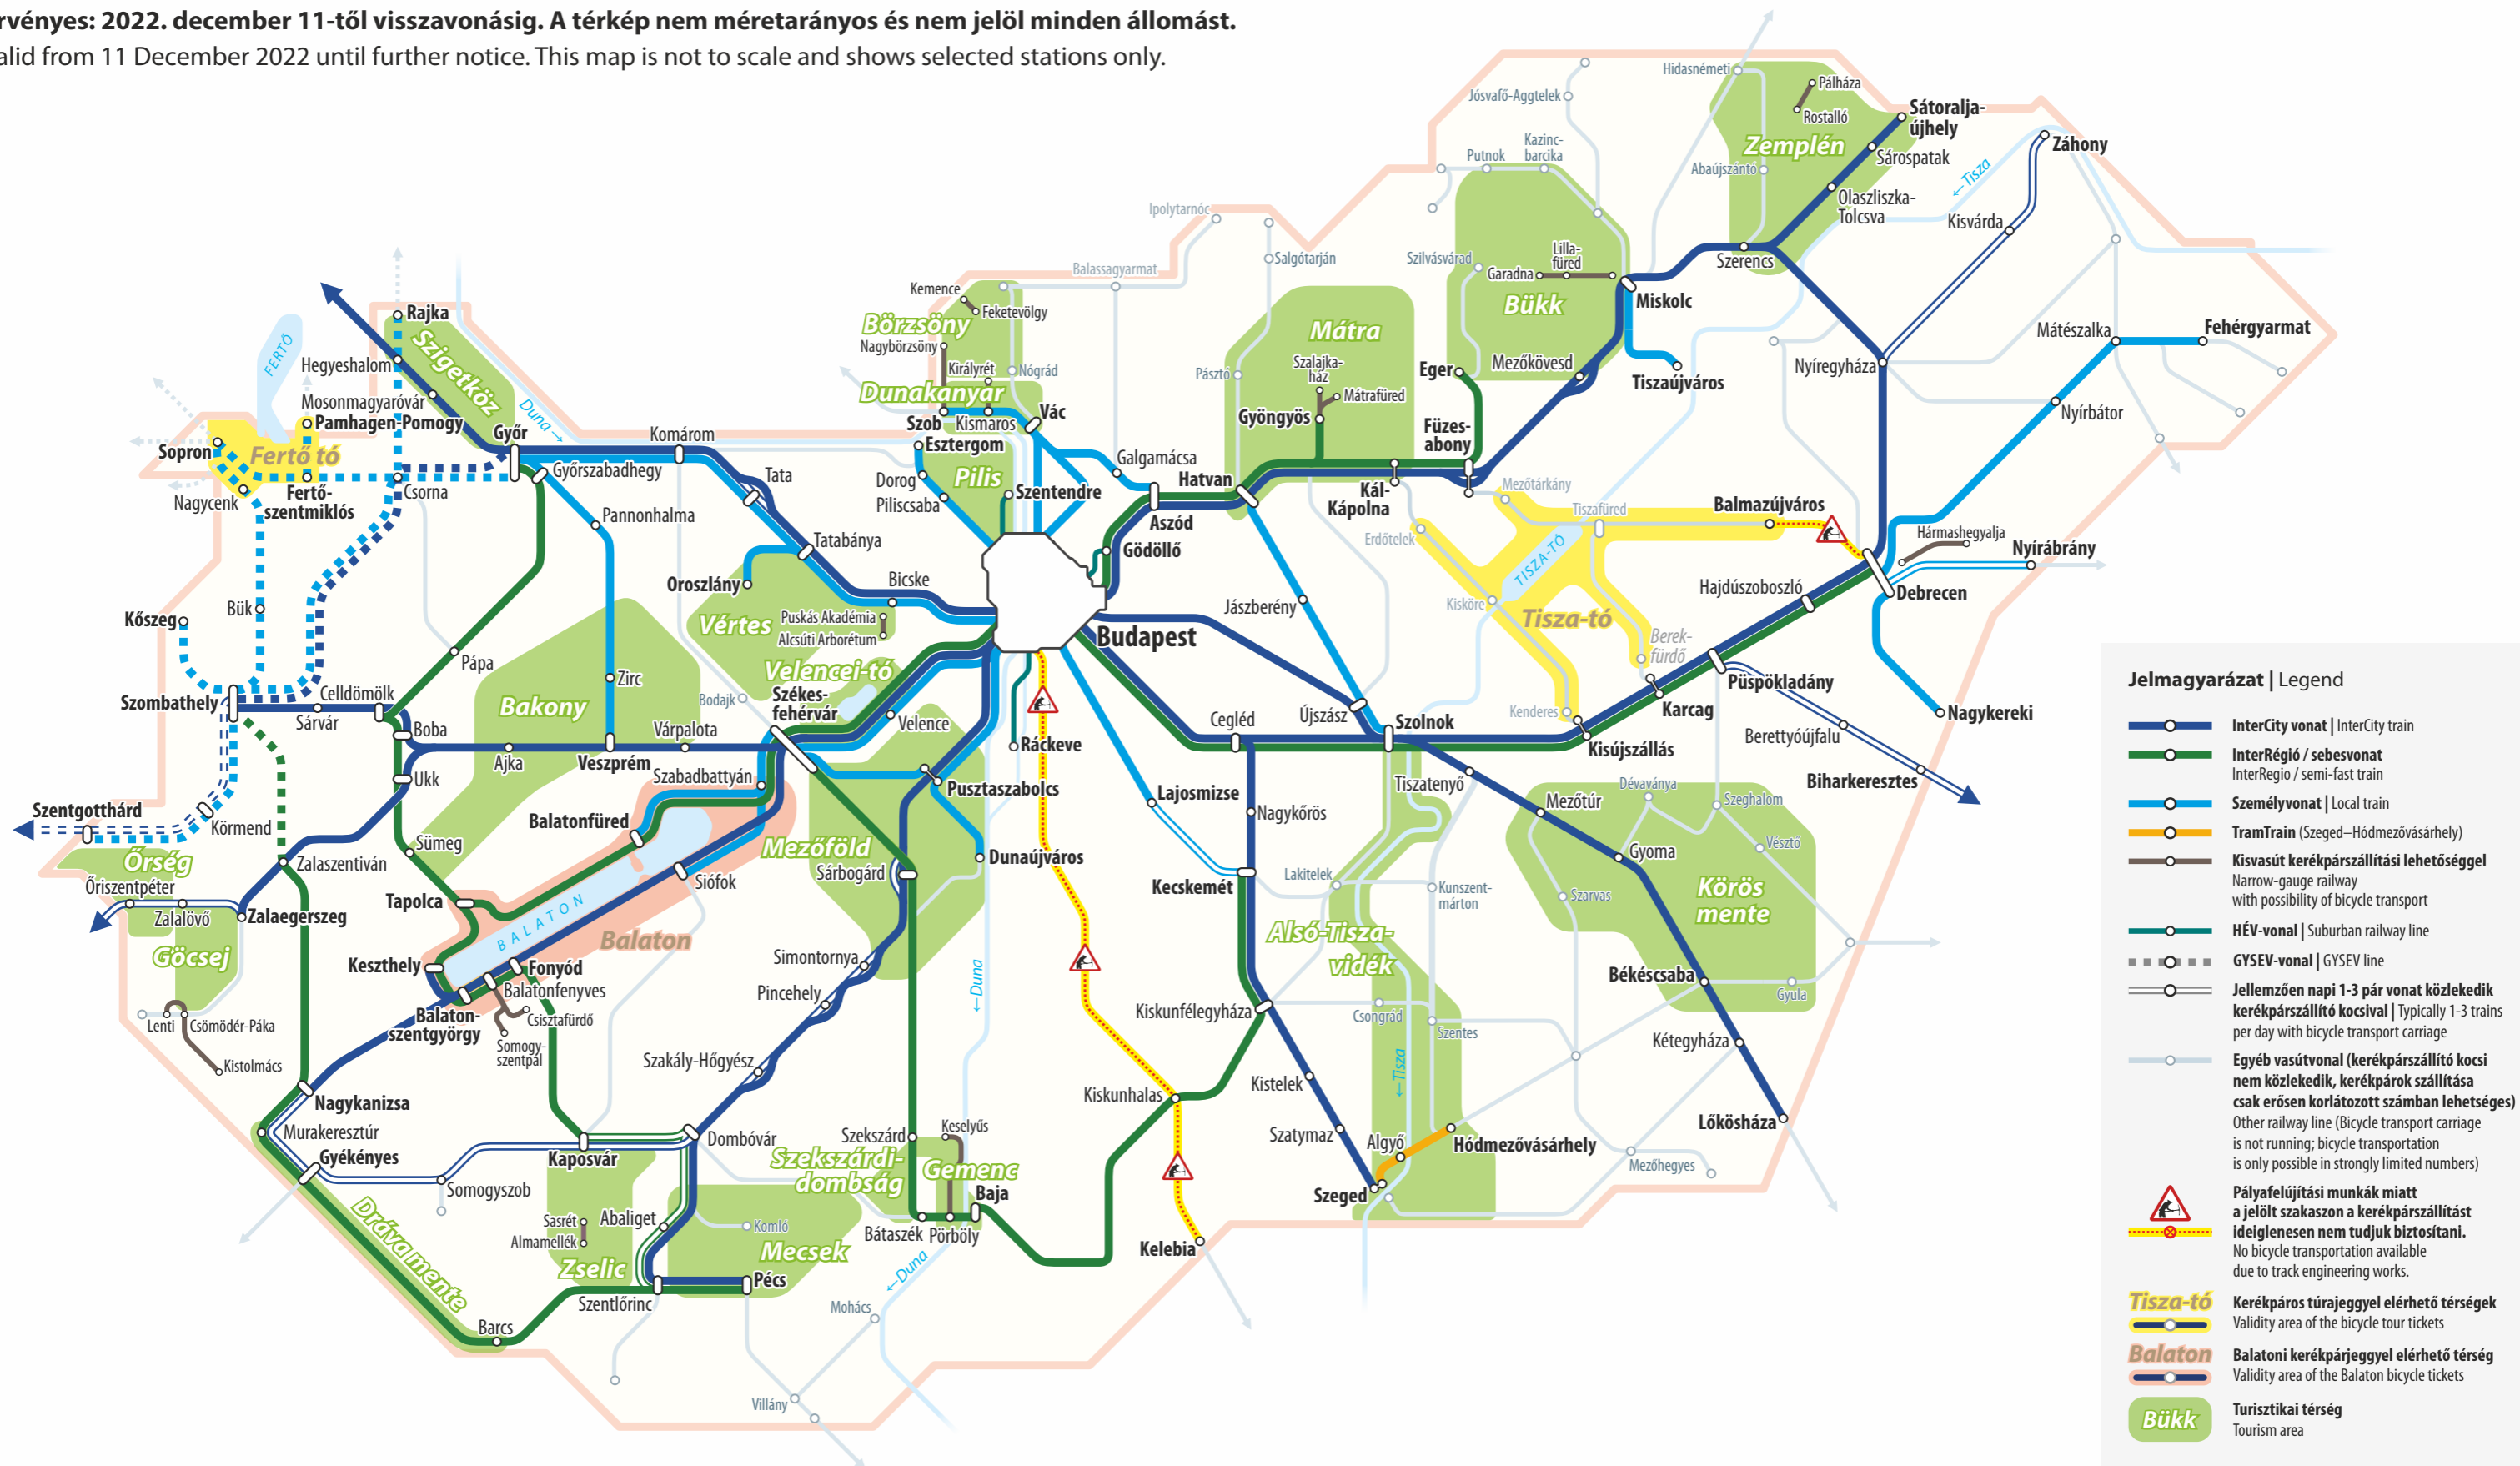 rvényes: 2022. december 11-től visszavonásig. A térkép nem méretarányos és nem jelöl minden állomást.
alid from 11 December 2022 until further notice. This map is not to scale and shows selected stations only.
Hidasnémeti
Pálháza
Rostalló
Jósvafő-Aggtelek
Sátoralja-
újhely
Zemplén
Záhony
Kazinc-
barcika
Putnok
Sárospatak
Abaújszántó
←Tisza
Olaszliszka-
Tolcsva
Kisvárda
Ipolytarnóc
Salgótarján
Szilvásvárad
Lilla-
füred
Garadna
Szerencs
Balassagyarmat
Kemence
Feketevölgy
Bükk
Miskolc
Rajka
Börzsöny
Nagybörzsöny
Mátra
Mátészalka
Fehérgyarmat
FERTŐ
Szigetköz
Hegyeshalom
Királyrét
Nógrád
Pásztó
Szalajka-
ház
Mátrafüred
Eger
Mezőkövesd
Tiszaújváros
Nyíregyháza
Mosonmagyaróvár
Dunakanyar
Nyírbátor
Pamhagen-Pomogy
Duna→
Szob
Kismaros
Vác
Gyöngyös
Füzes-
abony
Győr
Komárom
Esztergom
Sopron
Fertő tó
Győrszabadhegy
Tata
Dorog
Pilis
Galgamácsa
Hatvan
Nagycenk
Fertő-
szentmiklós
Csorna
Piliscsaba
Szentendre
Kál-
Kápolna
Mezőtárkány
Tiszafüred
Balmazújváros
Aszód
Pannonhalma
Tatabánya
Gödöllő
Erdőtelek
TISZA-TÓ
Hármashegyalja
Nyírábrány
Oroszlány
Bicske
Hajdúszoboszló
Debrecen
Kőszeg
Bük
Vértes
Puskás Akadémia
Alcsúti Arborétum
Budapest
Jászberény
Kisköre
Tisza-tó
Berek-
fürdő
Pápa
Velencei-tó
Zirc
Bodajk
Székes-
fehérvár
Püspökladány
Szombathely
Celldömölk
Sárvár
Boba
Bakony
Várpalota
Velence
Cegléd
Újszász
Szolnok
Kenderes
Karcag
Nagykereki
Berettyóújfalu
Ráckeve
Kisújszállás
Ajka
Veszprém
Szabadbattyán
Ukk
Pusztaszabolcs
Lajosmizse
Tiszatenyő
Dévaványa
Szeghalom
Biharkeresztes
Szentgotthárd
Körmend
Balatonfüred
Nagykőrös
Mezőtúr
Sümeg
Mezőföld
Dunaújváros
Gyoma
Vésztő
Őrség
Zalaszentiván
Sárbogárd
Siófok
Lakitelek
Őriszentpéter
Kecskemét
Kunszent-
márton
Szarvas
Körös
mente
Zalalövő
Zalaegerszeg
Tapolca
BALATON
Balaton
Alsó-Tisza-
vidék
Göcsej
Keszthely
Fonyód
Simontornya
←Duna
Békéscsaba
Balatonfenyves
Pincehely
Gyula
Lenti
Csömödér-Páka
Balaton-
szentgyörgy
Csisztafürdő
Kiskunfélegyháza
Csongrád
Szentes
Somogy-
szentpál
Kétegyháza
Kistolmács
Szakály-Hőgyész
←Tisza
Kistelek
Nagykanizsa
Kiskunhalas
Lőkösháza
Murakeresztúr
Dombóvár
Szekszárd
Keselyűs
Szatymaz
Algyő
Hódmezővásárhely
Gyékényes
Kaposvár
Szekszárdi-
dombság
Gemenc
Mezőhegyes
Somogyszob
Baja
Szeged
Drávamente
Sasrét
Almamellék
Abaliget
Komló
Bátaszék
Pörböly
Zselic
Mecsek
Kelebia
Pécs
←Duna
Szentlőrinc
Mohács
Barcs
Villány
Jelmagyarázat | Legend
InterCity vonat | InterCity train
InterRégió / sebesvonat
InterRegio / semi-fast train
Személyvonat | Local train
TramTrain (Szeged–Hódmezővásárhely)
Kisvasút kerékpárszállítási lehetőséggel
Narrow-gauge railway
with possibility of bicycle transport
HÉV-vonal | Suburban railway line
GYSEV-vonal | GYSEV line
Jellemzően napi 1-3 pár vonat közlekedik
kerékpárszállító kocsival | Typically 1-3 trains
per day with bicycle transport carriage
Egyéb vasútvonal (kerékpárszállító kocsi
nem közlekedik, kerékpárok szállítása
csak erősen korlátozott számban lehetséges)
Other railway line (Bicycle transport carriage
is not running; bicycle transportation
is only possible in strongly limited numbers)
Pályafelújítási munkák miatt
a jelölt szakaszon a kerékpárszállítást
ideiglenesen nem tudjuk biztosítani.
No bicycle transportation available
due to track engineering works.
Tisza-tó
Kerékpáros túrajeggyel elérhető térségek
Validity area of the bicycle tour tickets
Balaton
Balatoni kerékpárjeggyel elérhető térség
Validity area of the Balaton bicycle tickets
Bükk
Turisztikai térség
Tourism area